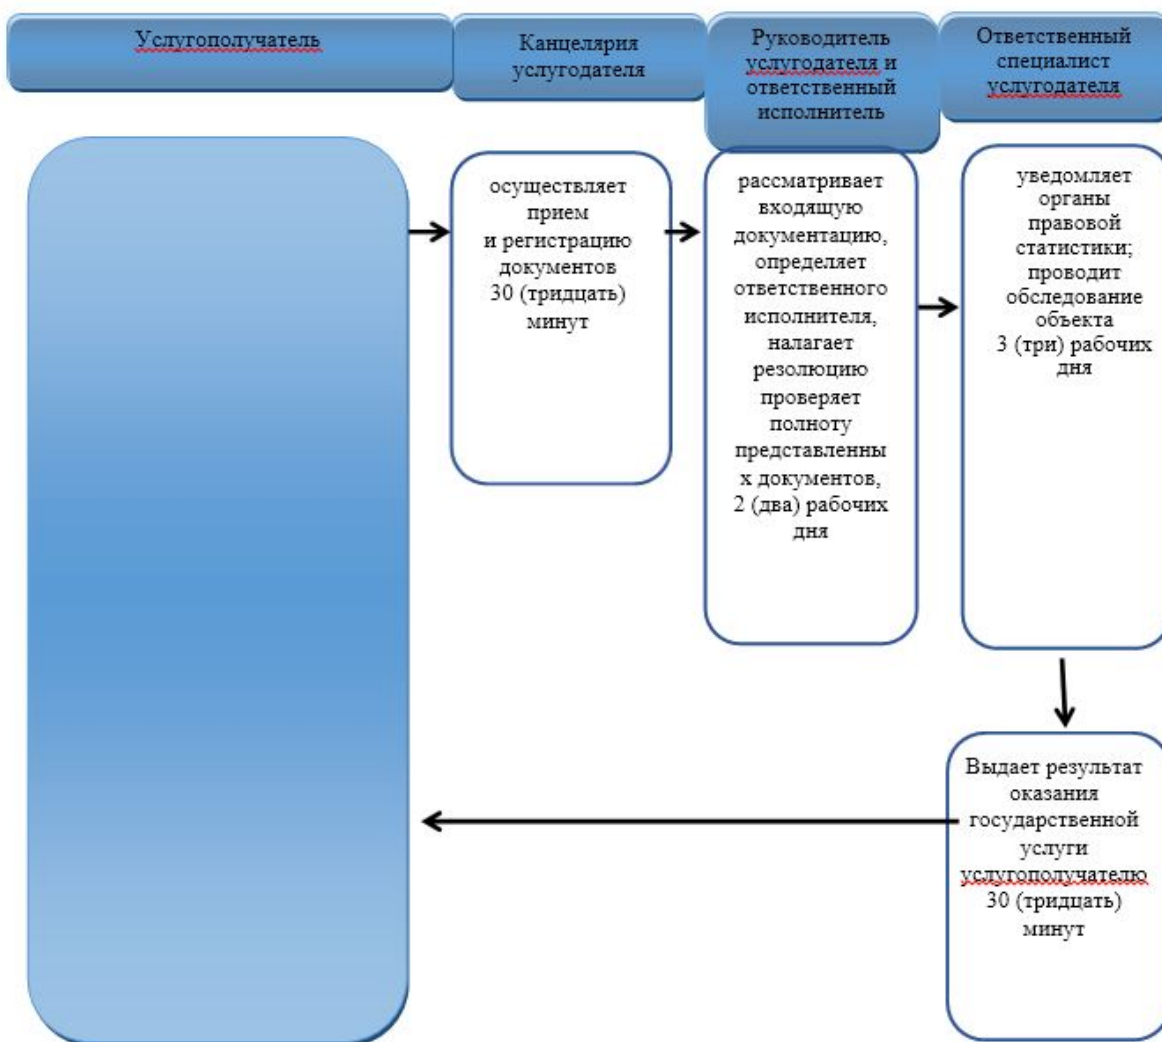 Услугополучатель
Канцелярия
услугодателя
Руководитель
услугодателя и
ответственный
исполнитель
Ответственный
специалист
услугодателя
осуществляет
прием
и регистрацию
документов
30 (тридцать)
минут
рассматривает
входящую
документацию,
определяет
ответственного
исполнителя,
налагает
резолюцию
проверяет
полноту
представленны
х документов,
2 (два) рабочих
дня
уведомляет
органы
правовой
статистики;
проводит
обследование
объекта
3 (три) рабочих
дня
Выдает результат
оказания
государственной
услуги
услугополучателю
30 (тридцать)
минут